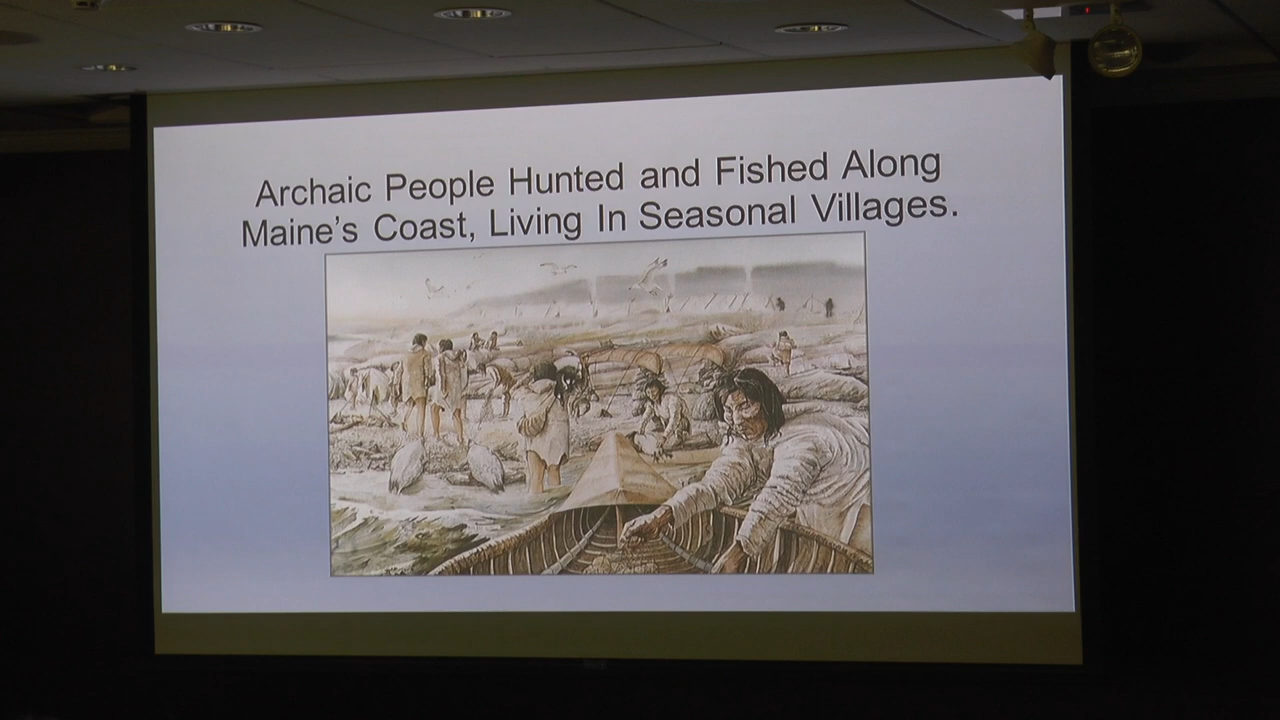 Archaic People Hunted and Fished Along
Maine's Coast, Living In Seasonal Villages.